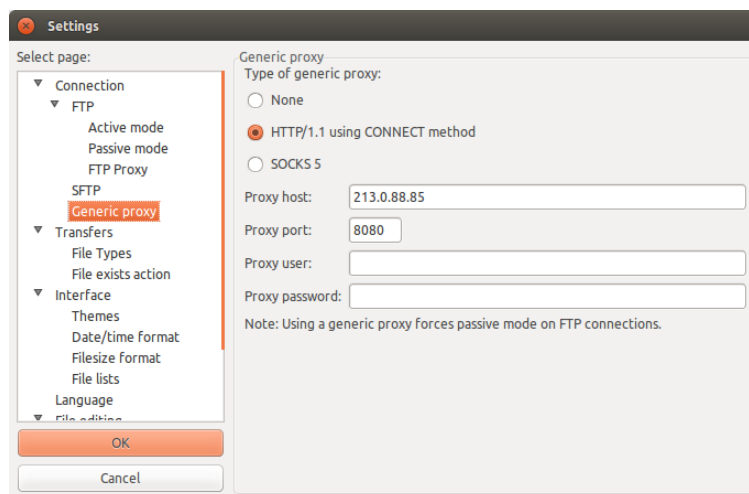 Settings
Select page:
Connection
FTP
Active mode
Passive mode
FTP Proxy
SFTP
Generic proxy
Transfers
File Types
File exists action
Interface
Themes
Date/time format
Filesize format
File lists
Language
File editing
OK
Cancel
Generic proxy
Type of generic proxy:
None
HTTP/1.1 using CONNECT method
SOCKS 5
Proxy host: 213.0.88.85
Proxy port: 8080
Proxy user:
Proxy password:
Note: Using a generic proxy forces passive mode on FTP connections.